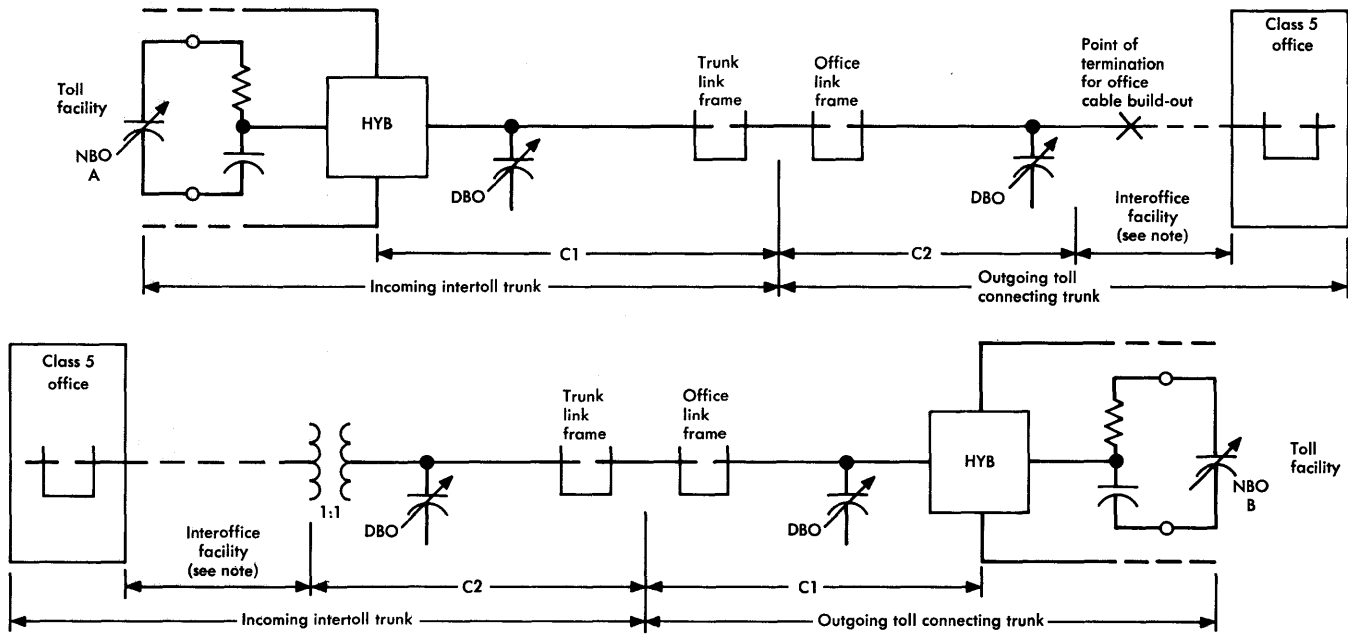 Class 5
office
Point of
termination
for office
cable build-out
Trunk
link
frame
Office
link
frame
Toll
facility
HYB
NBO
A
DBO
DBO
Interoffice
facility
(see note)
C1
C2
Incoming intertoll trunk
Outgoing toll
connecting trunk
Class 5
office
Trunk
link
frame
Office
link
frame
HYB
Toll
facility
NBO
B
1:1
DBO
DBO
Interoffice
facility
(see note)
C2
C1
Incoming intertoll trunk
Outgoing toll connecting trunk